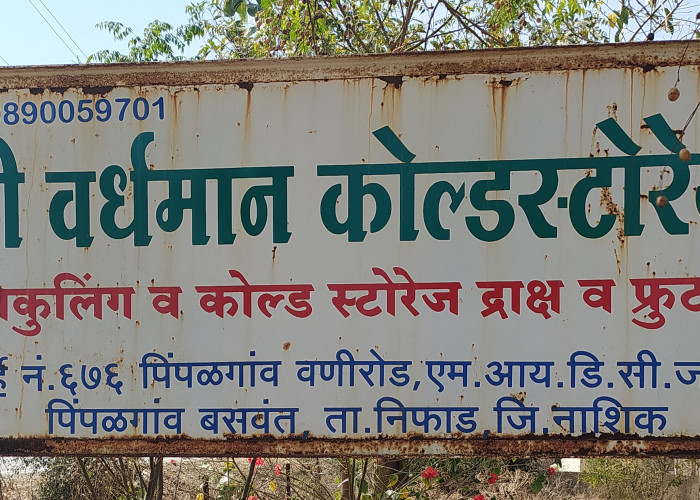 890059701
वर्धमान कोल्डस्टोरे
कुलिंग व कोल्ड स्टोरेज द्राक्ष व फ्रुट
नं.६७६ पिंपळगांव वणीरोड,एम.आय.डि.सी.ज
पिंपळगांव बसवंत, ता.निफाड, जि.नाशिक